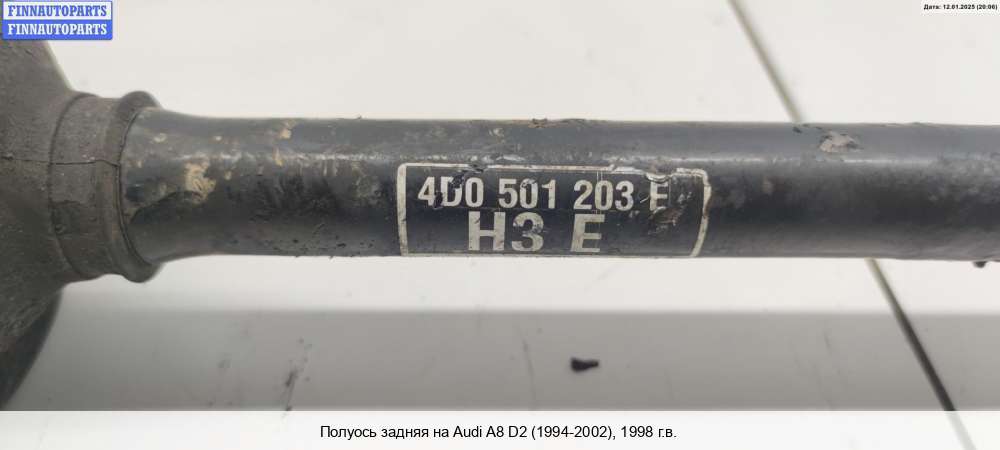 FINNAUTOPARTS
FINNAUTOPARTS
Дата: 12.01.2025 (20:06)
4D0 501 203 E
H3 E
Полуось задняя на Audi A8 D2 (1994-2002), 1998 г.в.